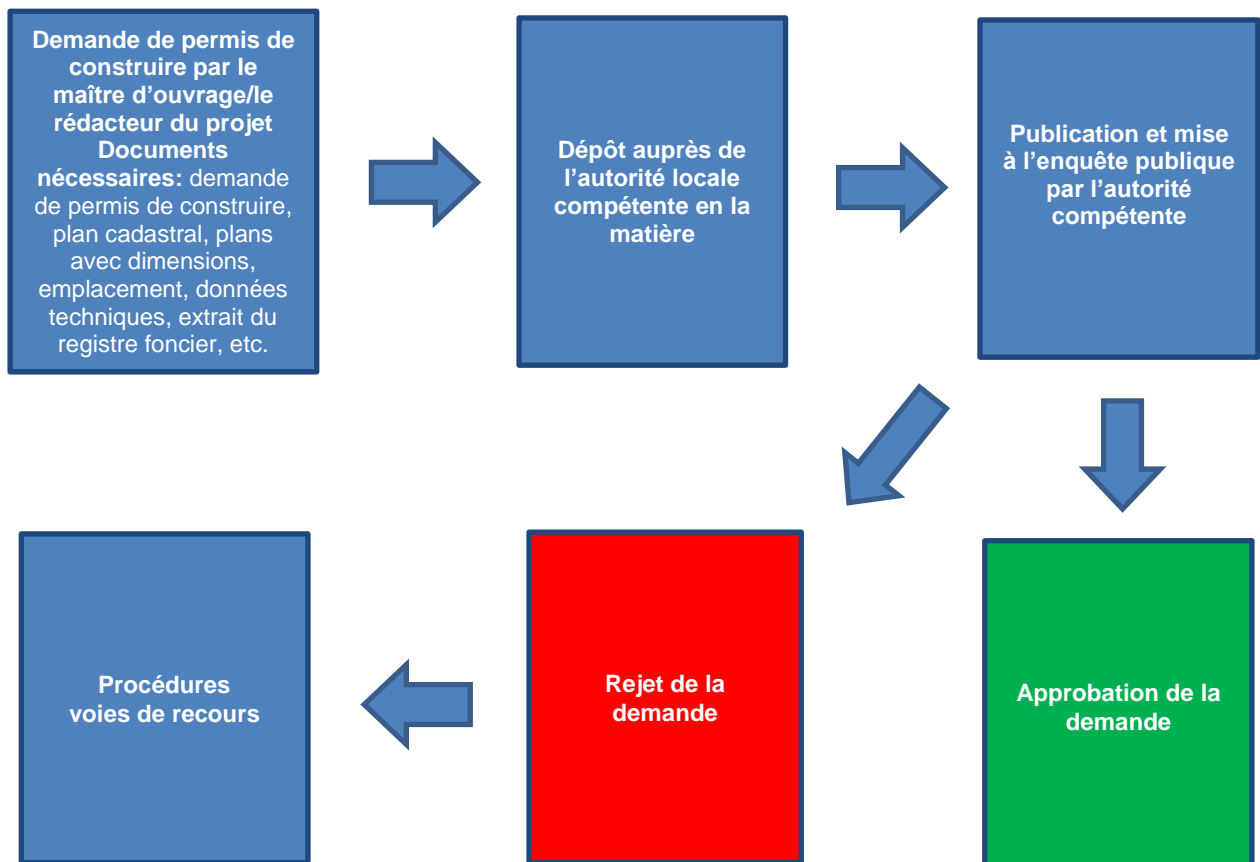 Demande de permis de
construire par le
maître d’ouvrage/le
rédacteur du projet
Documents
nécessaires: demande
de permis de construire,
plan cadastral, plans
avec dimensions,
emplacement, données
techniques, extrait du
registre foncier, etc.
Dépôt auprès de
l’autorité locale
compétente en la
matière
Publication et mise
à l’enquête publique
par l’autorité
compétente
Procédures
voies de recours
Rejet de la
demande
Approbation de la
demande